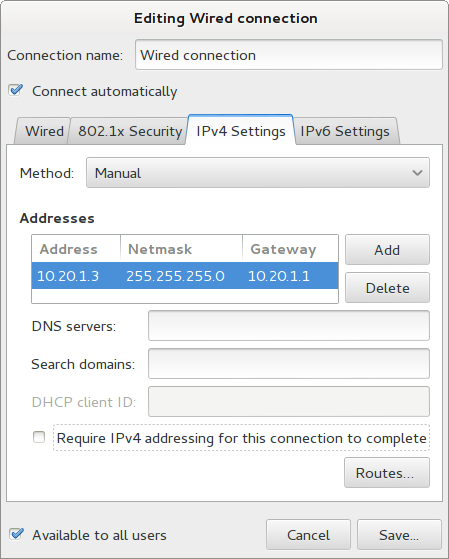 Editing Wired connection
Connection name: Wired connection
Connect automatically
Wired 802.1x Security IPv4 Settings IPv6 Settings
Method: Manual
Addresses
Address Netmask Gateway
Add
10.20.1.3 255.255.255.0 10.20.1.1
Delete
DNS servers:
Search domains:
DHCP client ID:
Require IPv4 addressing for this connection to complete
Routes...
Available to all users Cancel Save...